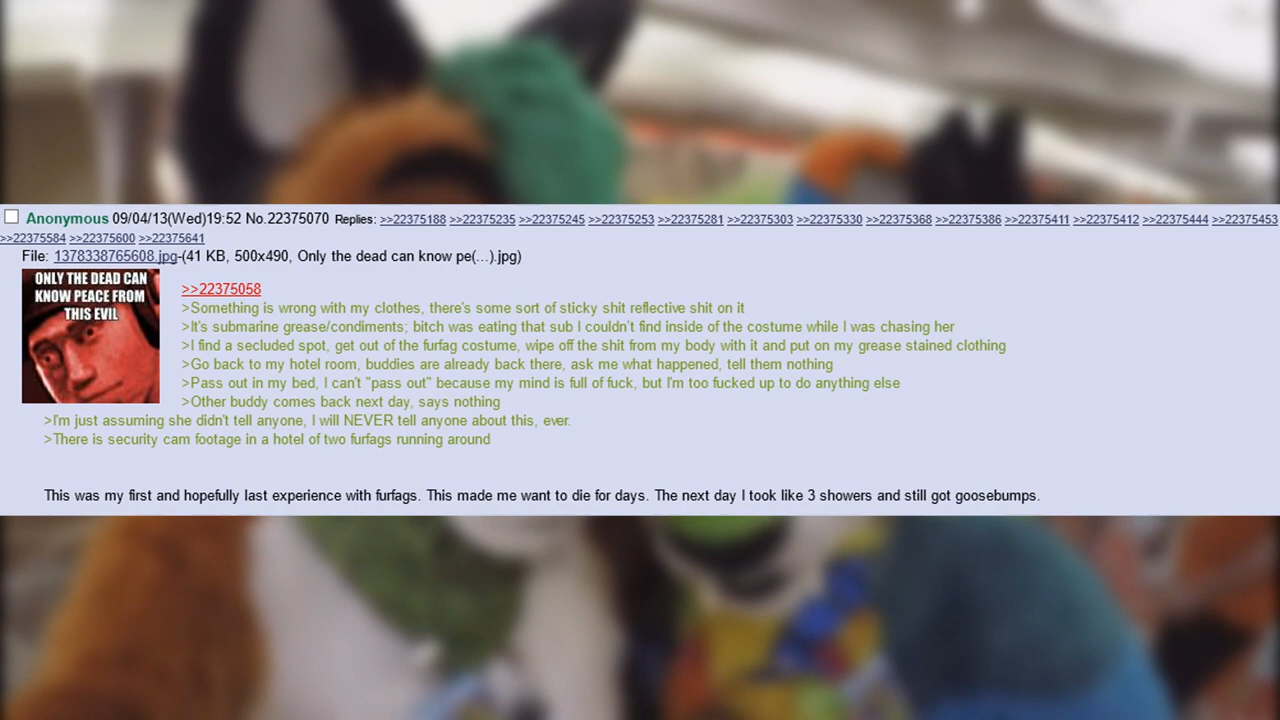 Anonymous 09/04/13(Wed)19:52 No.22375070 Replies: >>22375188 >>22375235 >>22375245 >>22375253 >>22375281 >>22375303 >>22375330 >>22375368 >>22375386 >>22375411 >>22375412 >>22375444 >>22375453
>>22375584 >>22375600 >>22375641
File: 1378338765608.jpg-(41 KB, 500x490, Only the dead can know pe(...).jpg)
ONLY THE DEAD CAN
KNOW PEACE FROM
THIS EVIL
>>22375058
>Something is wrong with my clothes, there's some sort of sticky shit reflective shit on it
>It's submarine grease/condiments; bitch was eating that sub I couldn't find inside of the costume while I was chasing her
>I find a secluded spot, get out of the furfag costume, wipe off the shit from my body with it and put on my grease stained clothing
>Go back to my hotel room, buddies are already back there, ask me what happened, tell them nothing
>Pass out in my bed, I can't "pass out" because my mind is full of fuck, but I'm too fucked up to do anything else
>Other buddy comes back next day, says nothing
>I'm just assuming she didn't tell anyone, I will NEVER tell anyone about this, ever.
>There is security cam footage in a hotel of two furfags running around
This was my first and hopefully last experience with furfags. This made me want to die for days. The next day I took like 3 showers and still got goosebumps.